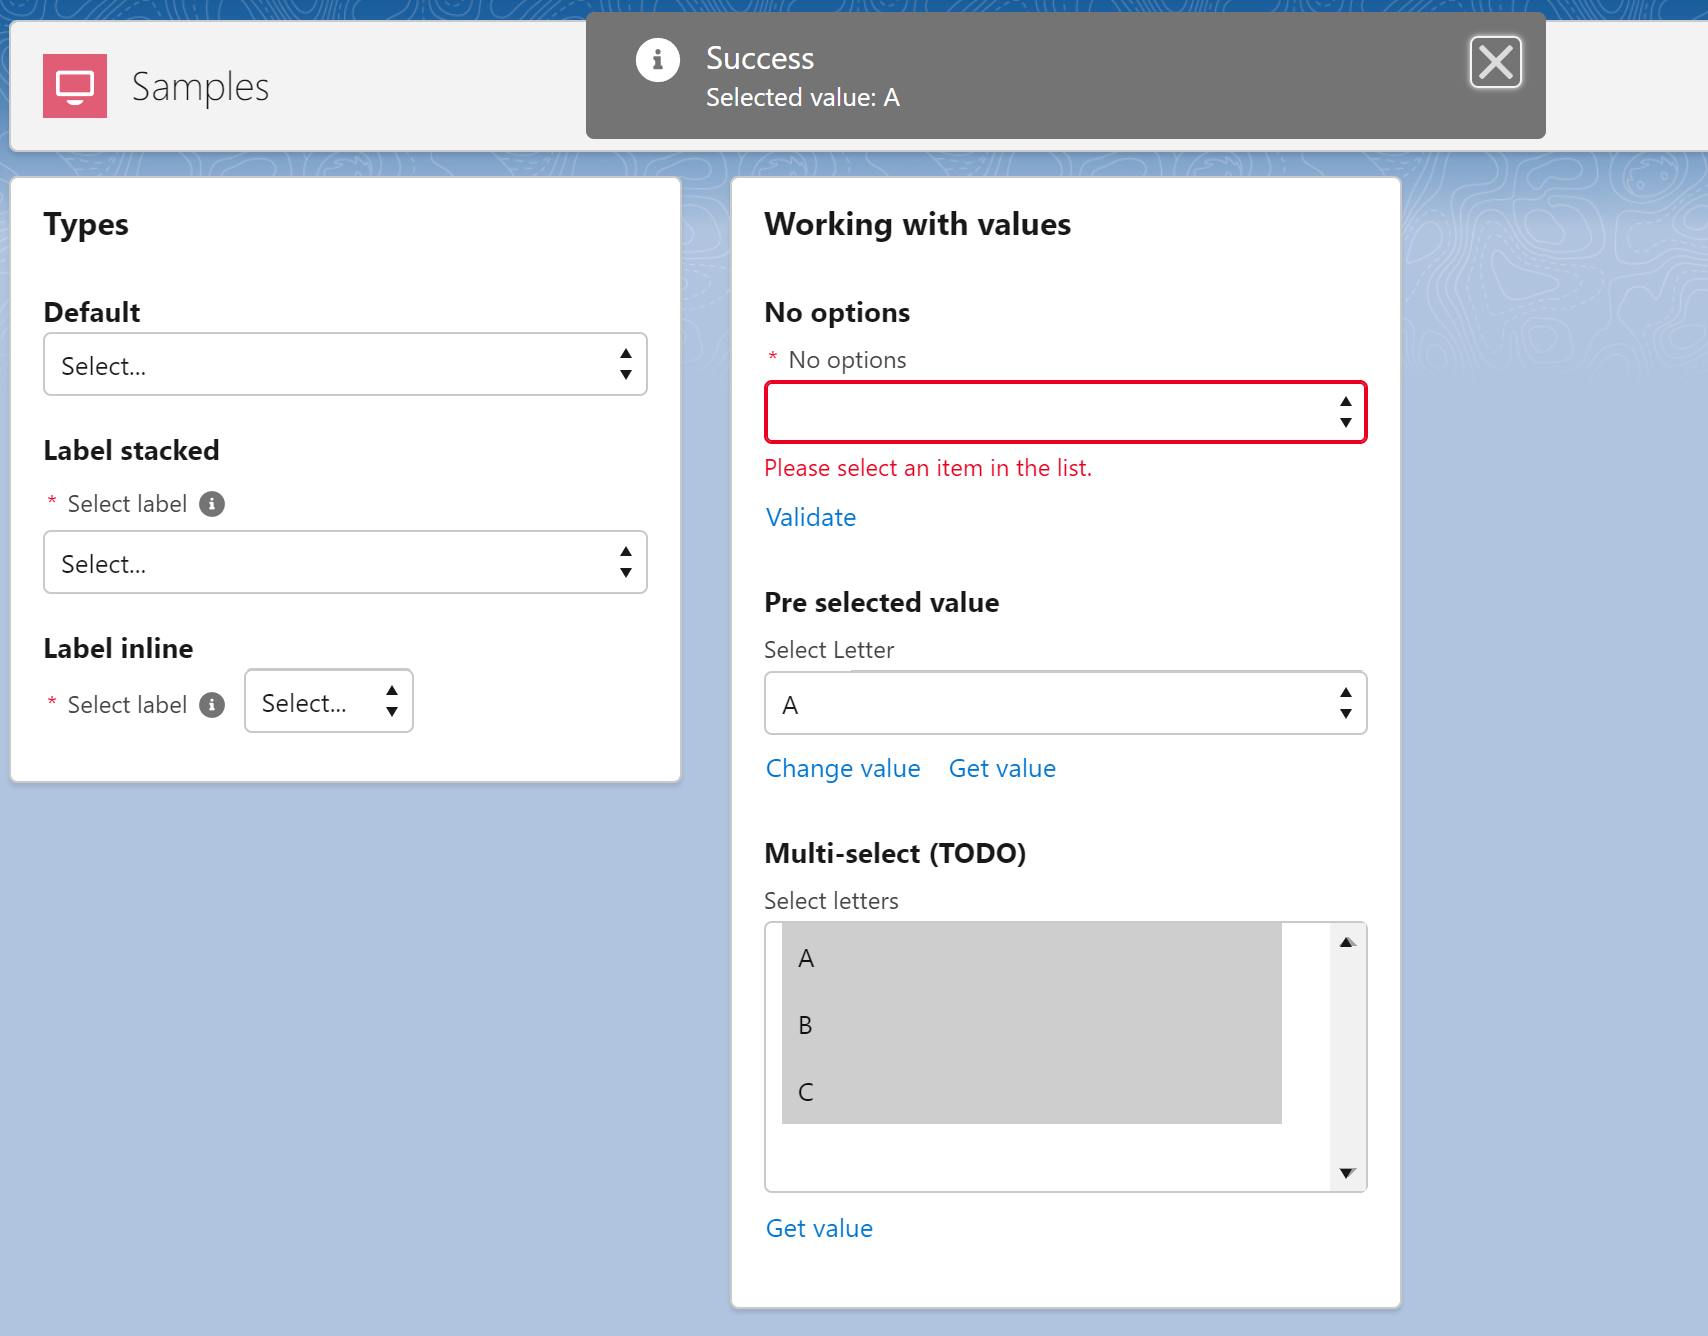 Samples
Success
Selected value: A
Types
Default
Select...
Label stacked
* Select label
Select...
Label inline
* Select label
Select...
Working with values
No options
* No options
Please select an item in the list.
Validate
Pre selected value
Select Letter
A
Change value Get value
Multi-select (TODO)
Select letters
A
B
C
Get value